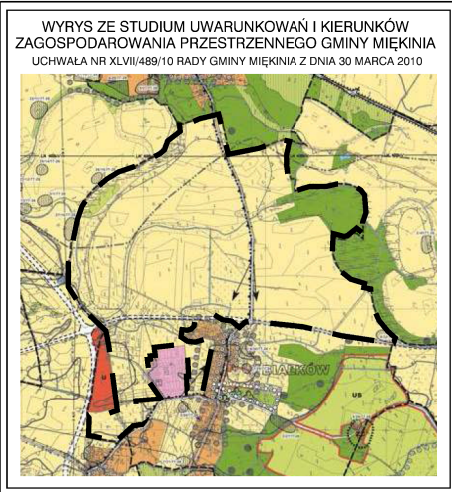 WYRYS ZE STUDIUM UWARUNKOWAŃ I KIERUNKÓW
ZAGOSPODAROWANIA PRZESTRZENNEGO GMINY MIĘKINIA
UCHWAŁA NR XLVII/489/10 RADY GMINY MIĘKINIA Z DNIA 30 MARCA 2010
BIAŁKÓW
US